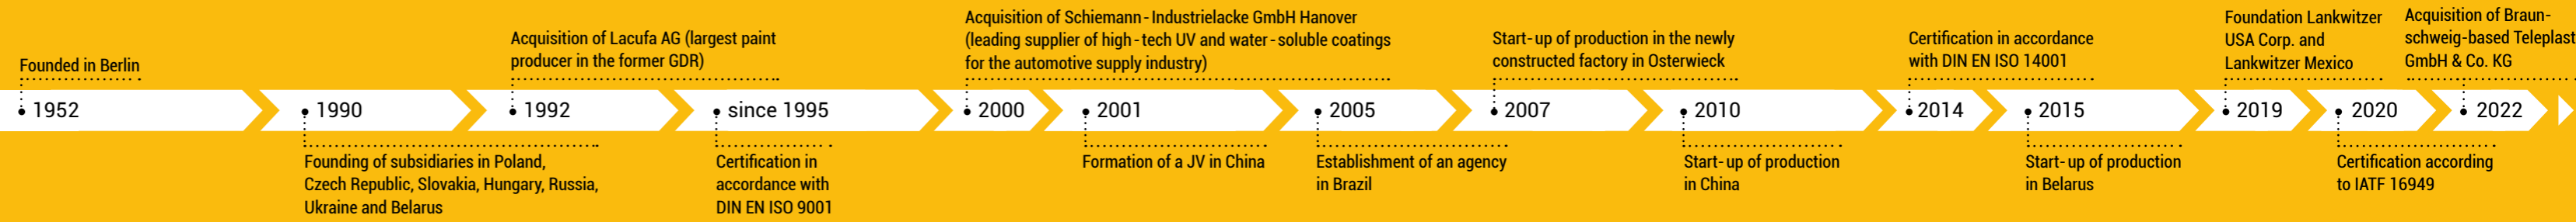 Founded in Berlin
1952
1990
Founding of subsidiaries in Poland,
Czech Republic, Slovakia, Hungary, Russia,
Ukraine and Belarus
Acquisition of Lacufa AG (largest paint
producer in the former GDR)
1992
since 1995
Certification in
accordance with
DIN EN ISO 9001
Acquisition of Schiemann-Industrielacke GmbH Hanover
(leading supplier of high-tech UV and water-soluble coatings
for the automotive supply industry)
2000
2001
Formation of a JV in China
2005
Establishment of an agency
in Brazil
Start-up of production in the newly
constructed factory in Osterwieck
2007
2010
Start-up of production
in China
Certification in accordance
with DIN EN ISO 14001
2014
2015
Start-up of production
in Belarus
Foundation Lankwitzer
USA Corp. and
Lankwitzer Mexico
2019
2020
Certification according
to IATF 16949
Acquisition of Braun-
schweig-based Teleplast
GmbH & Co. KG
2022